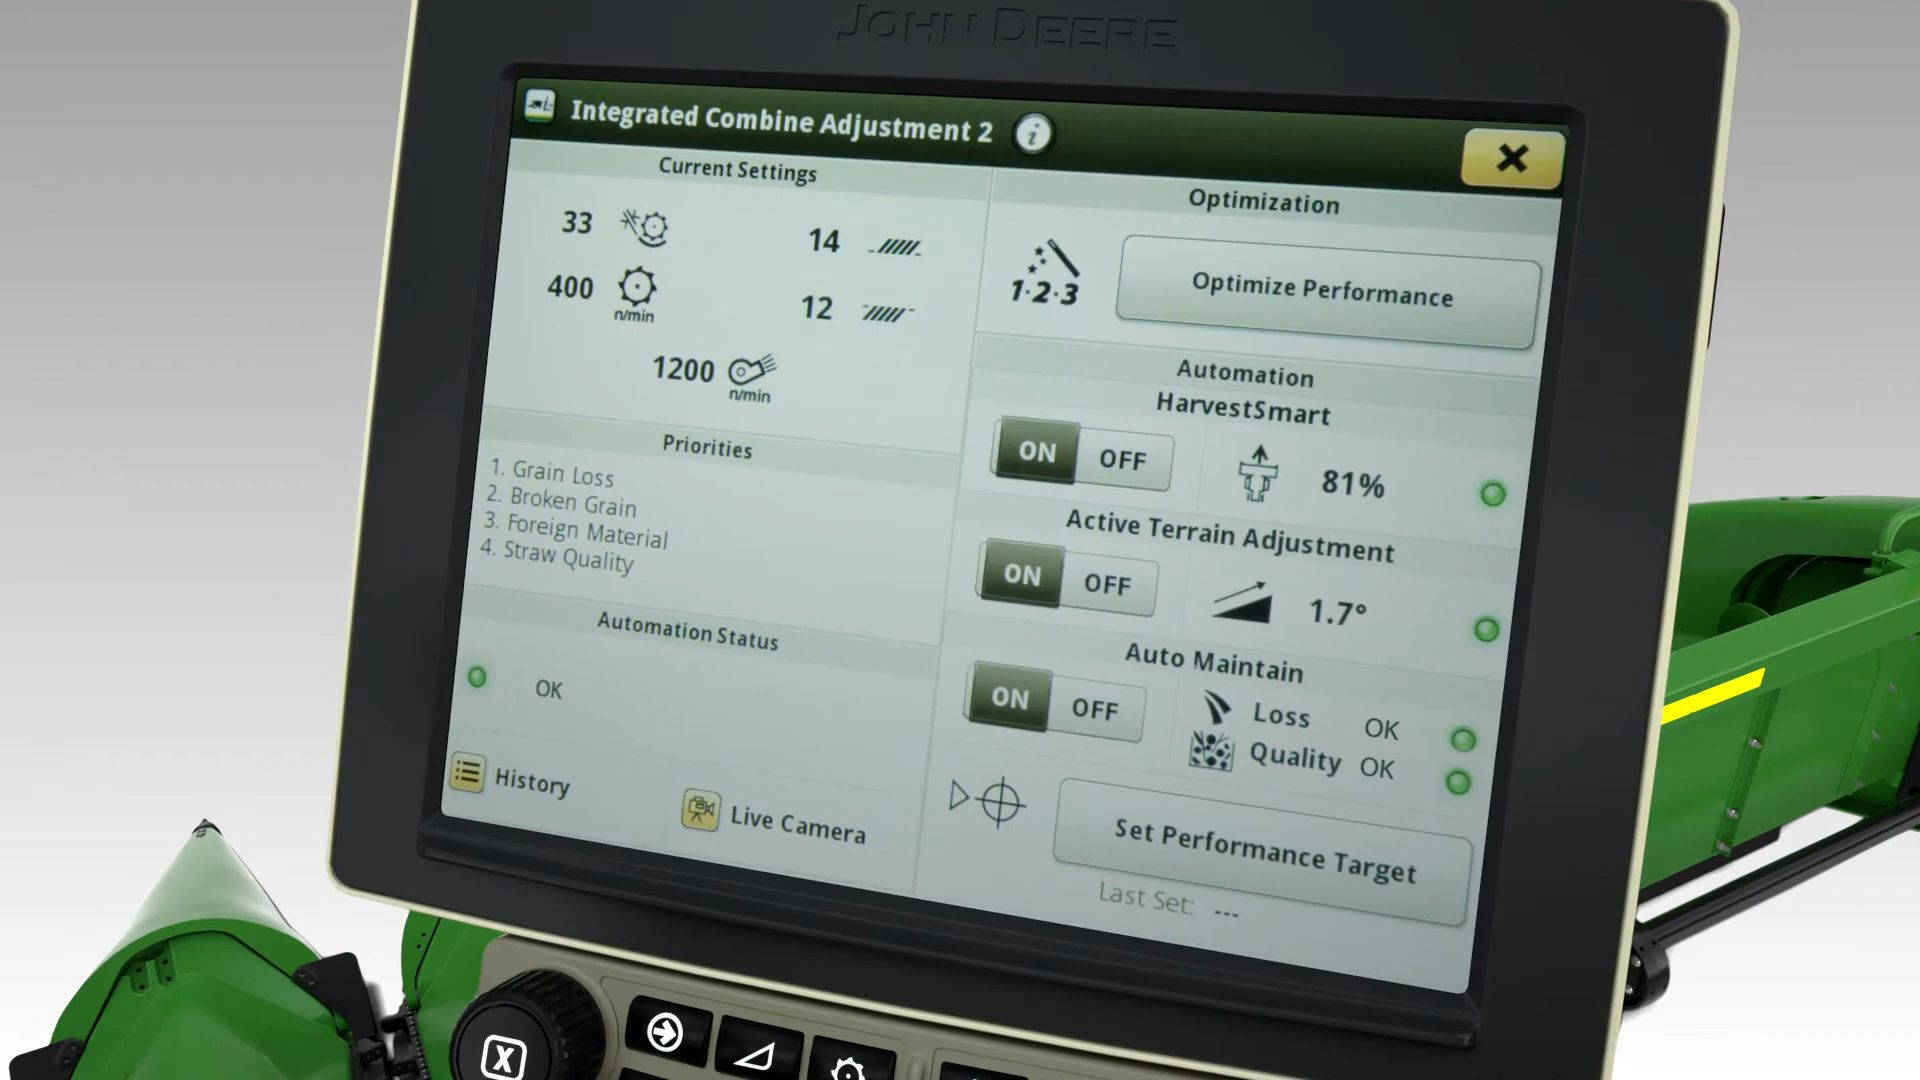 JOHN DEERE
Integrated Combine Adjustment 2
Current Settings
33
14
400
n/min
12
1200
n/min
Priorities
1. Grain Loss
2. Broken Grain
3. Foreign Material
4. Straw Quality
Automation Status
OK
History
Live Camera
Optimization
1·2·3
Optimize Performance
Automation
HarvestSmart
ON OFF
81%
Active Terrain Adjustment
ON OFF
1.7°
Auto Maintain
ON OFF
Loss OK
Quality OK
Set Performance Target
Last Set: ---
X